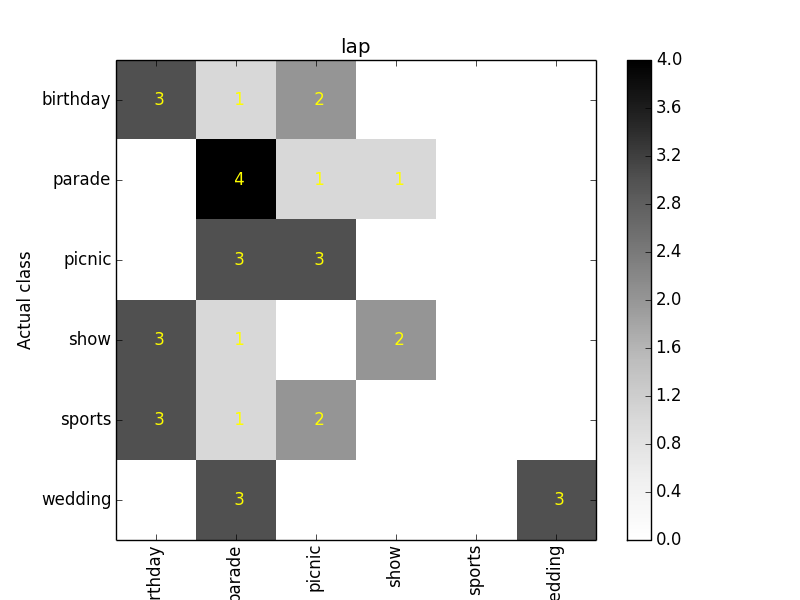 lap
birthday 3 1 2
parade 4 1 1
picnic 3 3
show 3 1 2
sports 3 1 2
wedding 3 3
Actual class
rthday parade picnic show sports edding
4.0
3.6
3.2
2.8
2.4
2.0
1.6
1.2
0.8
0.4
0.0